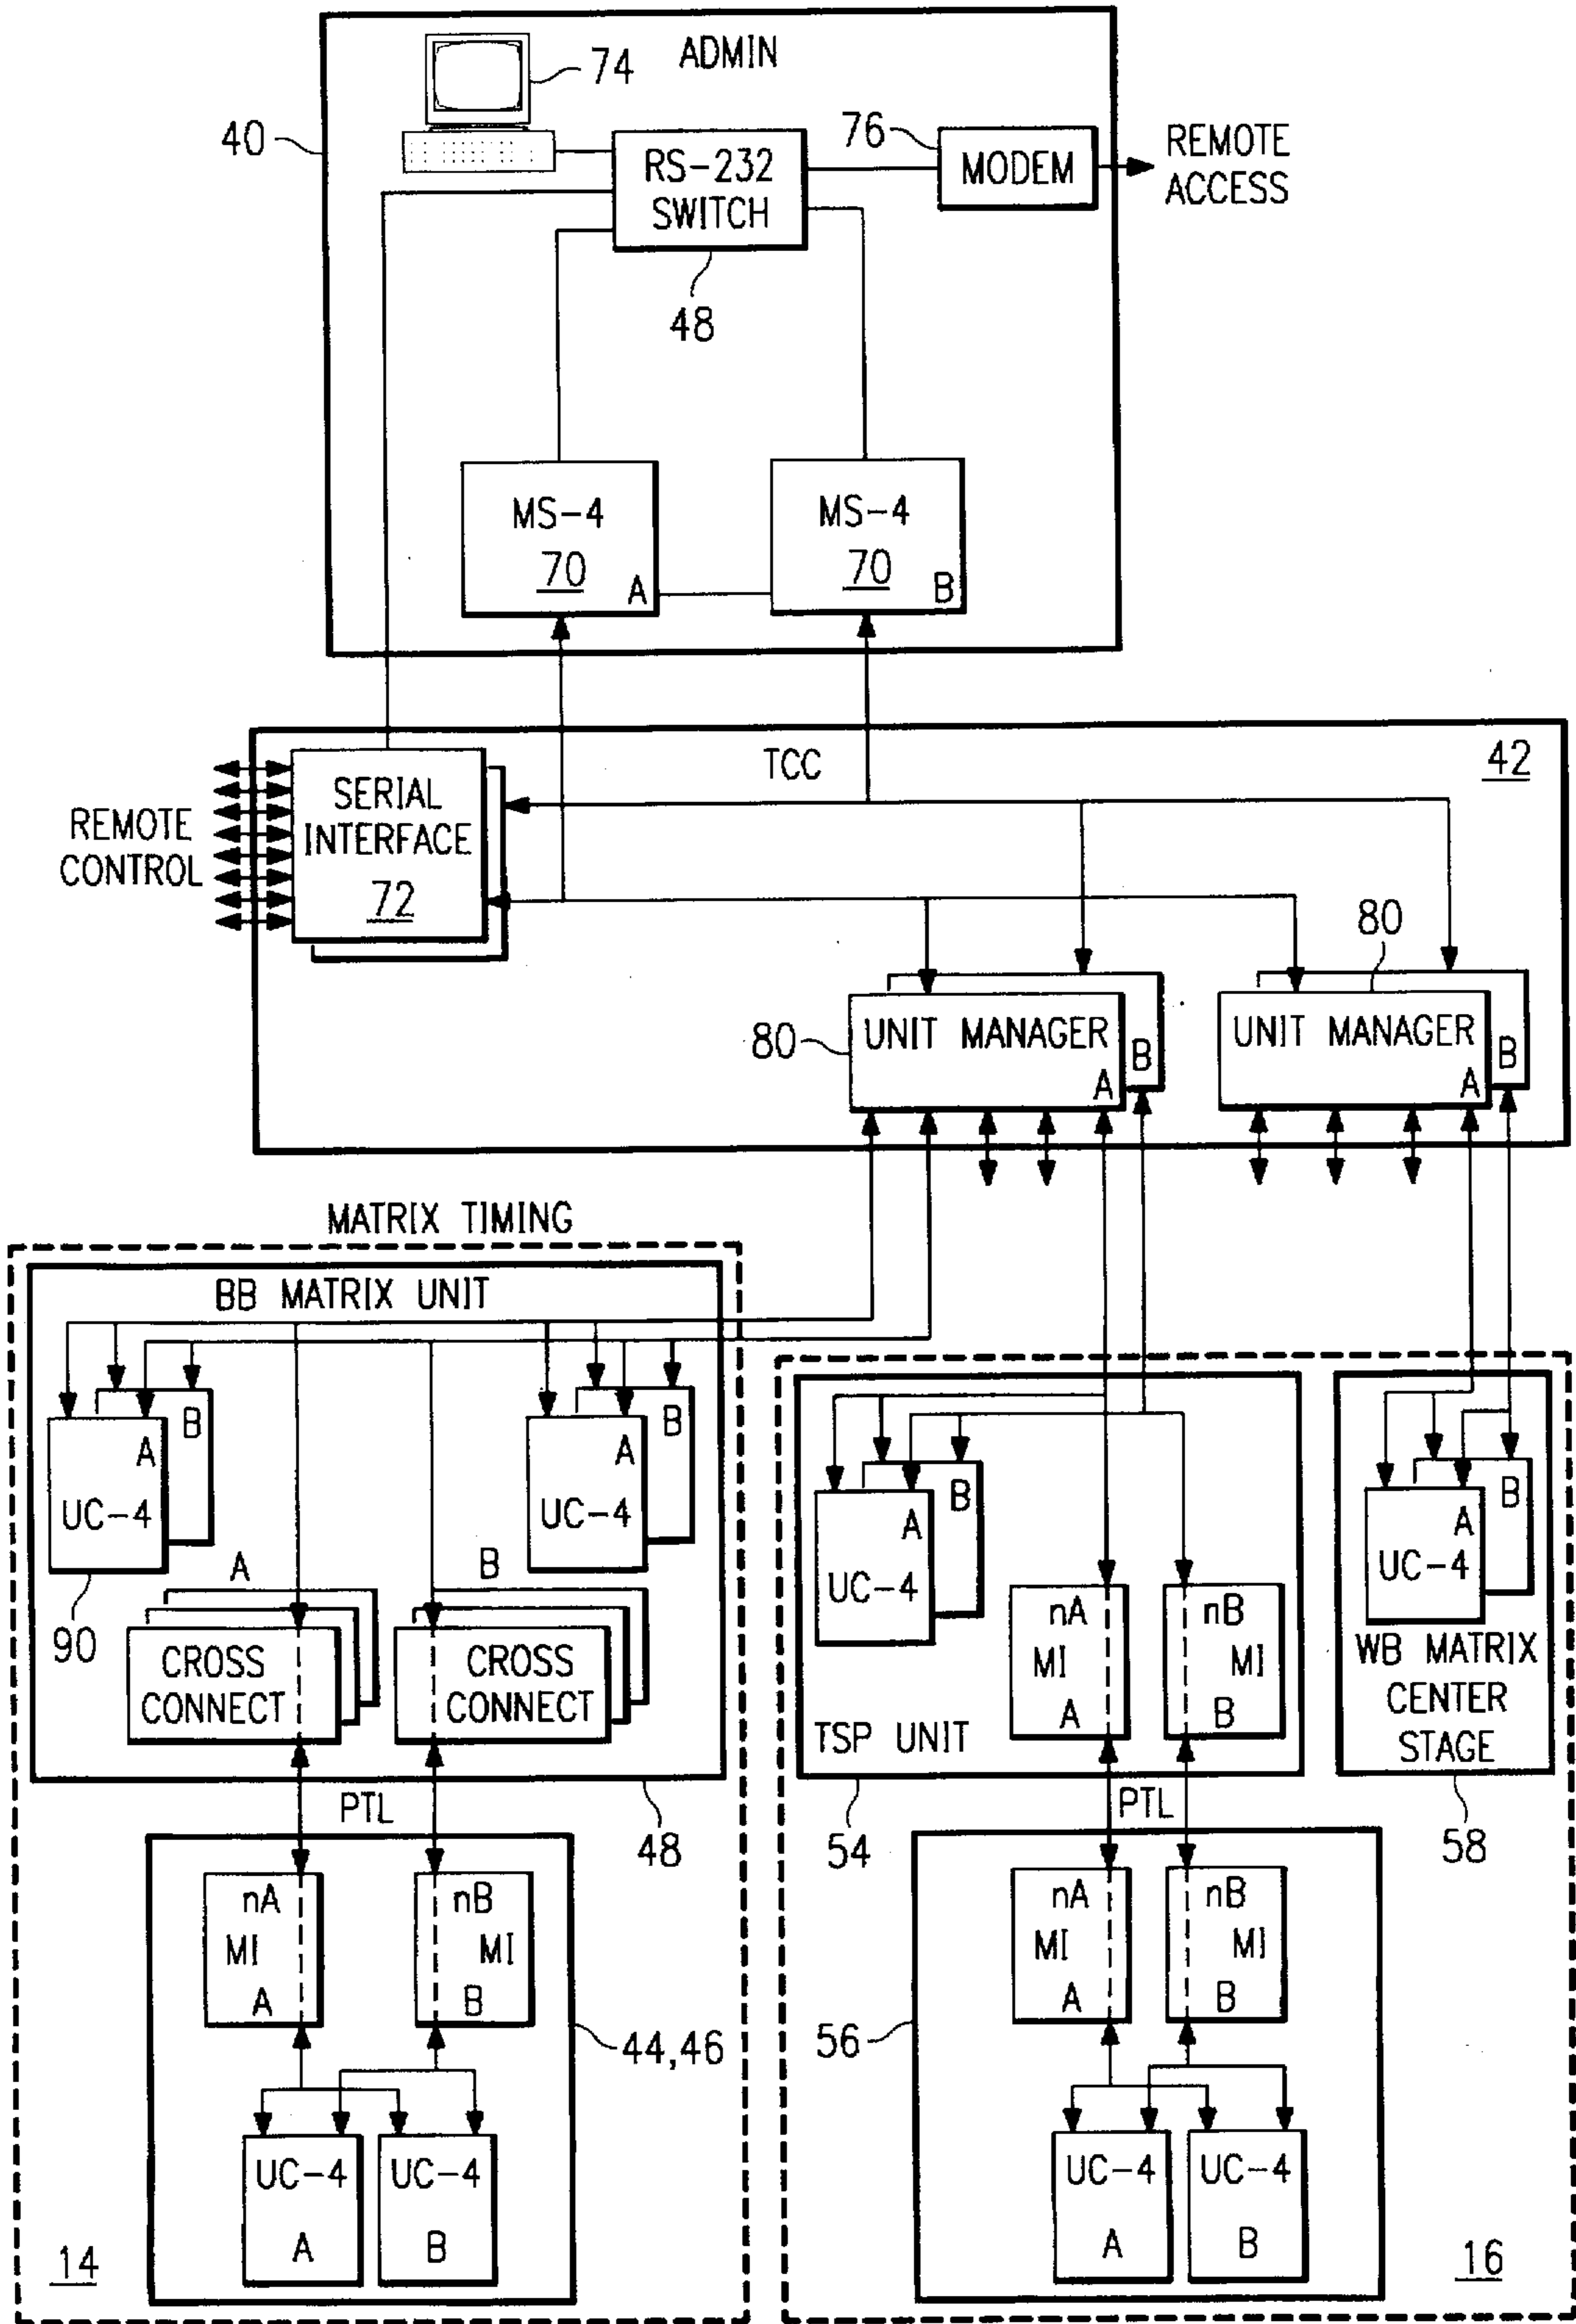 ADMIN
74
40
76
RS-232
SWITCH
MODEM
REMOTE
ACCESS
48
MS-4
70
A
MS-4
70
B
TCC
42
SERIAL
INTERFACE
72
REMOTE
CONTROL
80
80
UNIT MANAGER
A
B
UNIT MANAGER
A
B
MATRIX TIMING
BB MATRIX UNIT
B
A
UC-4
B
A
UC-4
90
A
B
CROSS
CONNECT
CROSS
CONNECT
PTL
48
nA
MI
A
nB
MI
B
44,46
UC-4
A
UC-4
B
14
B
A
UC-4
nA
MI
A
nB
MI
B
TSP UNIT
PTL
54
B
A
UC-4
WB MATRIX
CENTER
STAGE
58
nA
MI
A
nB
MI
B
56
UC-4
A
UC-4
B
16